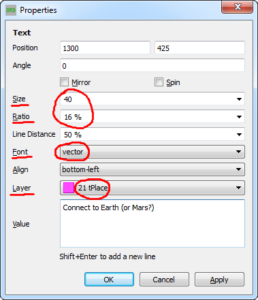 Properties
Text
Position 1300 425
Angle 0
Mirror Spin
Size 40
Ratio 16 %
Line Distance 50 %
Font vector
Align bottom-left
Layer 21 tPlace
Value Connect to Earth (or Mars?)
Shift+Enter to add a new line
OK Cancel Apply